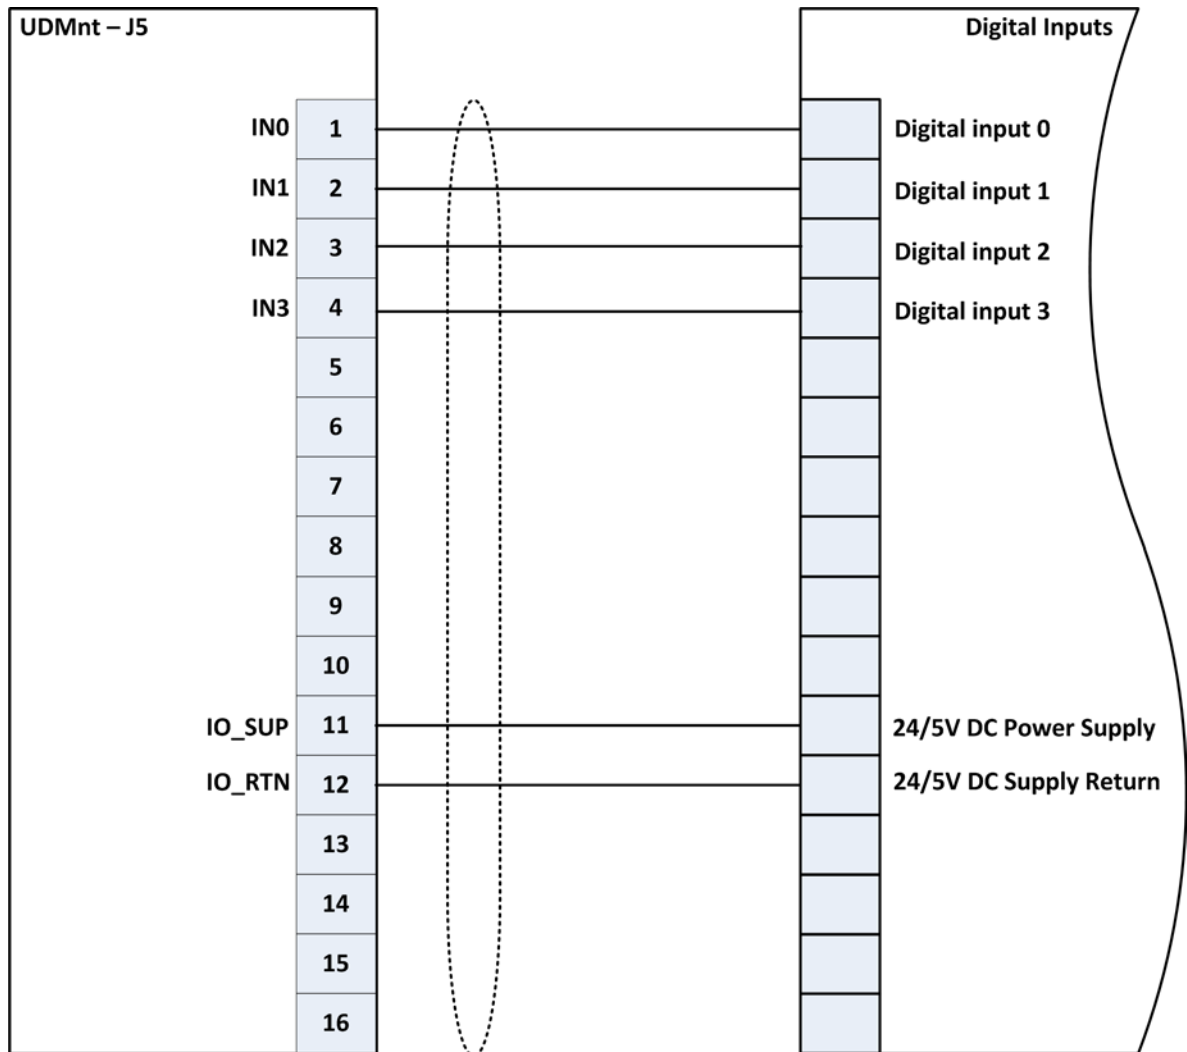 UDMnt – J5
Digital Inputs
IN0 1 Digital input 0
IN1 2 Digital input 1
IN2 3 Digital input 2
IN3 4 Digital input 3
5
6
7
8
9
10
IO_SUP 11 24/5V DC Power Supply
IO_RTN 12 24/5V DC Supply Return
13
14
15
16